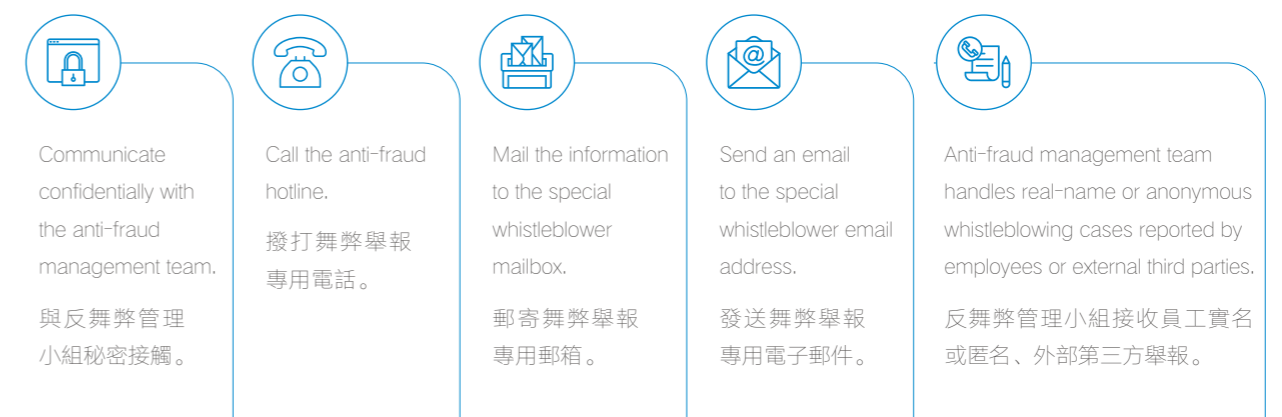 Communicate
confidentially with
the anti-fraud
management team.
與反舞弊管理
小組秘密接觸。
Call the anti-fraud
hotline.
撥打舞弊舉報
專用電話。
Mail the information
to the special
whistleblower
mailbox.
郵寄舞弊舉報
專用郵箱。
Send an email
to the special
whistleblower email
address.
發送舞弊舉報
專用電子郵件。
Anti-fraud management team
handles real-name or anonymous
whistleblowing cases reported by
employees or external third parties.
反舞弊管理小組接收員工實名
或匿名、外部第三方舉報。